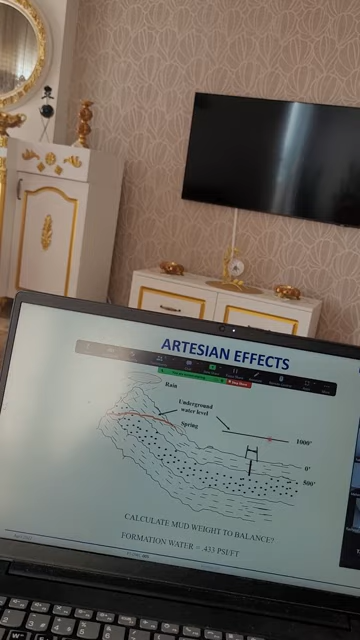 ARTESIAN EFFECTS
Rain
Underground
water level
Spring
1000'
0'
500'
CALCULATE MUD WEIGHT TO BALANCE?
FORMATION WATER = .433 PSI/FT